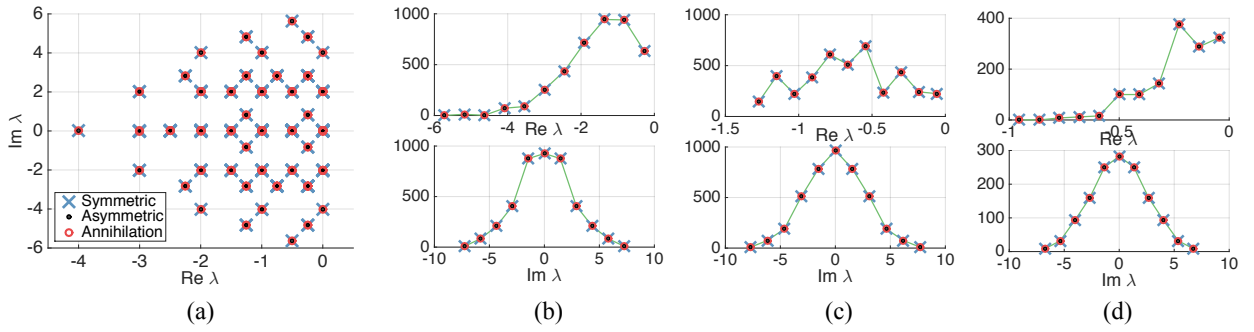 6
4
2
0
-2
-4
-6
Im λ
Symmetric
Asymmetric
Annihilation
-4 -3 -2 -1 0
Re λ
(a)
1000
500
0
-6 -4 -2 0
Re λ
1000
500
0
-10 -5 0 5 10
Im λ
(b)
1000
500
0
-1.5 -1 -0.5 0
Re λ
1000
500
0
-10 -5 0 5 10
Im λ
(c)
400
200
0
-1 -0.5 0
Re λ
300
200
100
0
-10 -5 0 5 10
Im λ
(d)